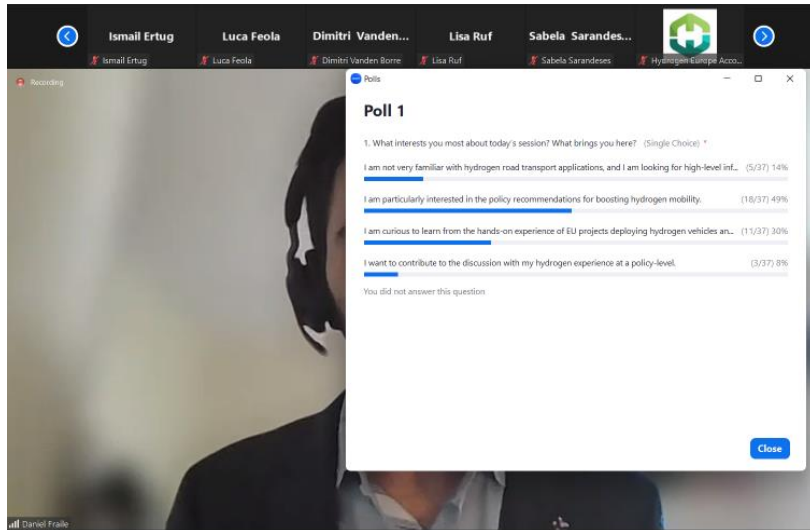 Ismail Ertug
Luca Feola
Dimitri Vanden...
Lisa Ruf
Sabela Sarandes...
Ismail Ertug
Luca Feola
Dimitri Vanden Borre
Lisa Ruf
Sabela Sarandeses
Hydrogen Europe Acco...
Recording
Polls
Poll 1
1. What interests you most about today's session? What brings you here? (Single Choice) *
I am not very familiar with hydrogen road transport applications, and I am looking for high-level inf... (5/37) 14%
I am particularly interested in the policy recommendations for boosting hydrogen mobility. (18/37) 49%
I am curious to learn from the hands-on experience of EU projects deploying hydrogen vehicles an... (11/37) 30%
I want to contribute to the discussion with my hydrogen experience at a policy-level. (3/37) 8%
You did not answer this question
Close
Daniel Fraile